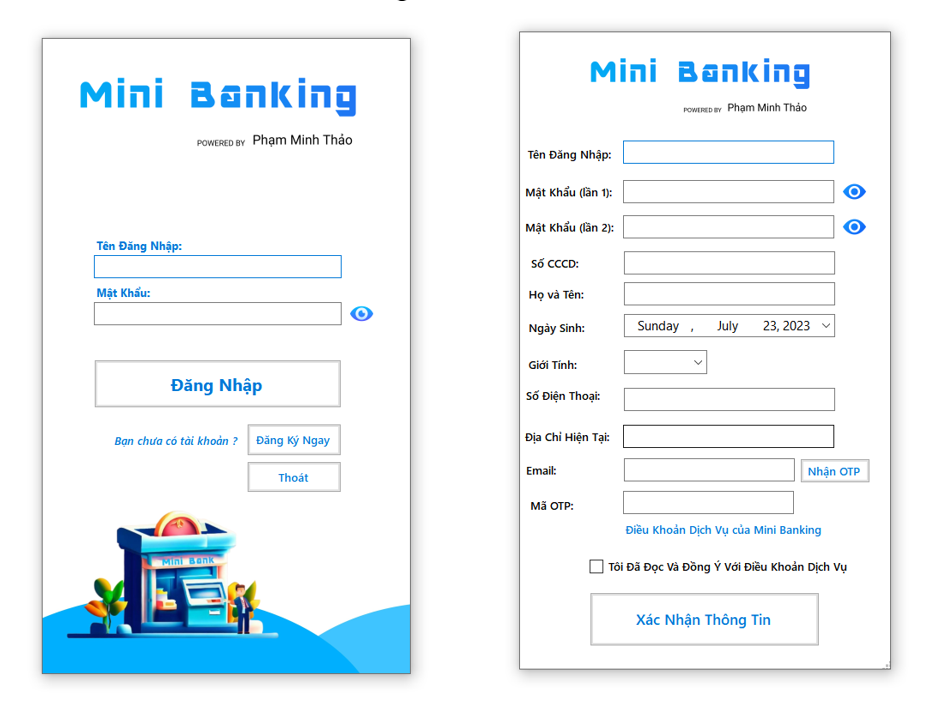 Mini Banking
POWERED BY Phạm Minh Thảo
Tên Đăng Nhập:
Mật Khẩu:
Đăng Nhập
Bạn chưa có tài khoản ?
Đăng Ký Ngay
Thoát
Mini Bank
Mini Banking
POWERED BY Phạm Minh Thảo
Tên Đăng Nhập:
Mật Khẩu (lần 1):
Mật Khẩu (lần 2):
Số CCCD:
Họ và Tên:
Ngày Sinh: Sunday , July 23, 2023
Giới Tính:
Số Điện Thoại:
Địa Chỉ Hiện Tại:
Email: Nhận OTP
Mã OTP:
Điều Khoản Dịch Vụ của Mini Banking
Tôi Đã Đọc Và Đồng Ý Với Điều Khoản Dịch Vụ
Xác Nhận Thông Tin